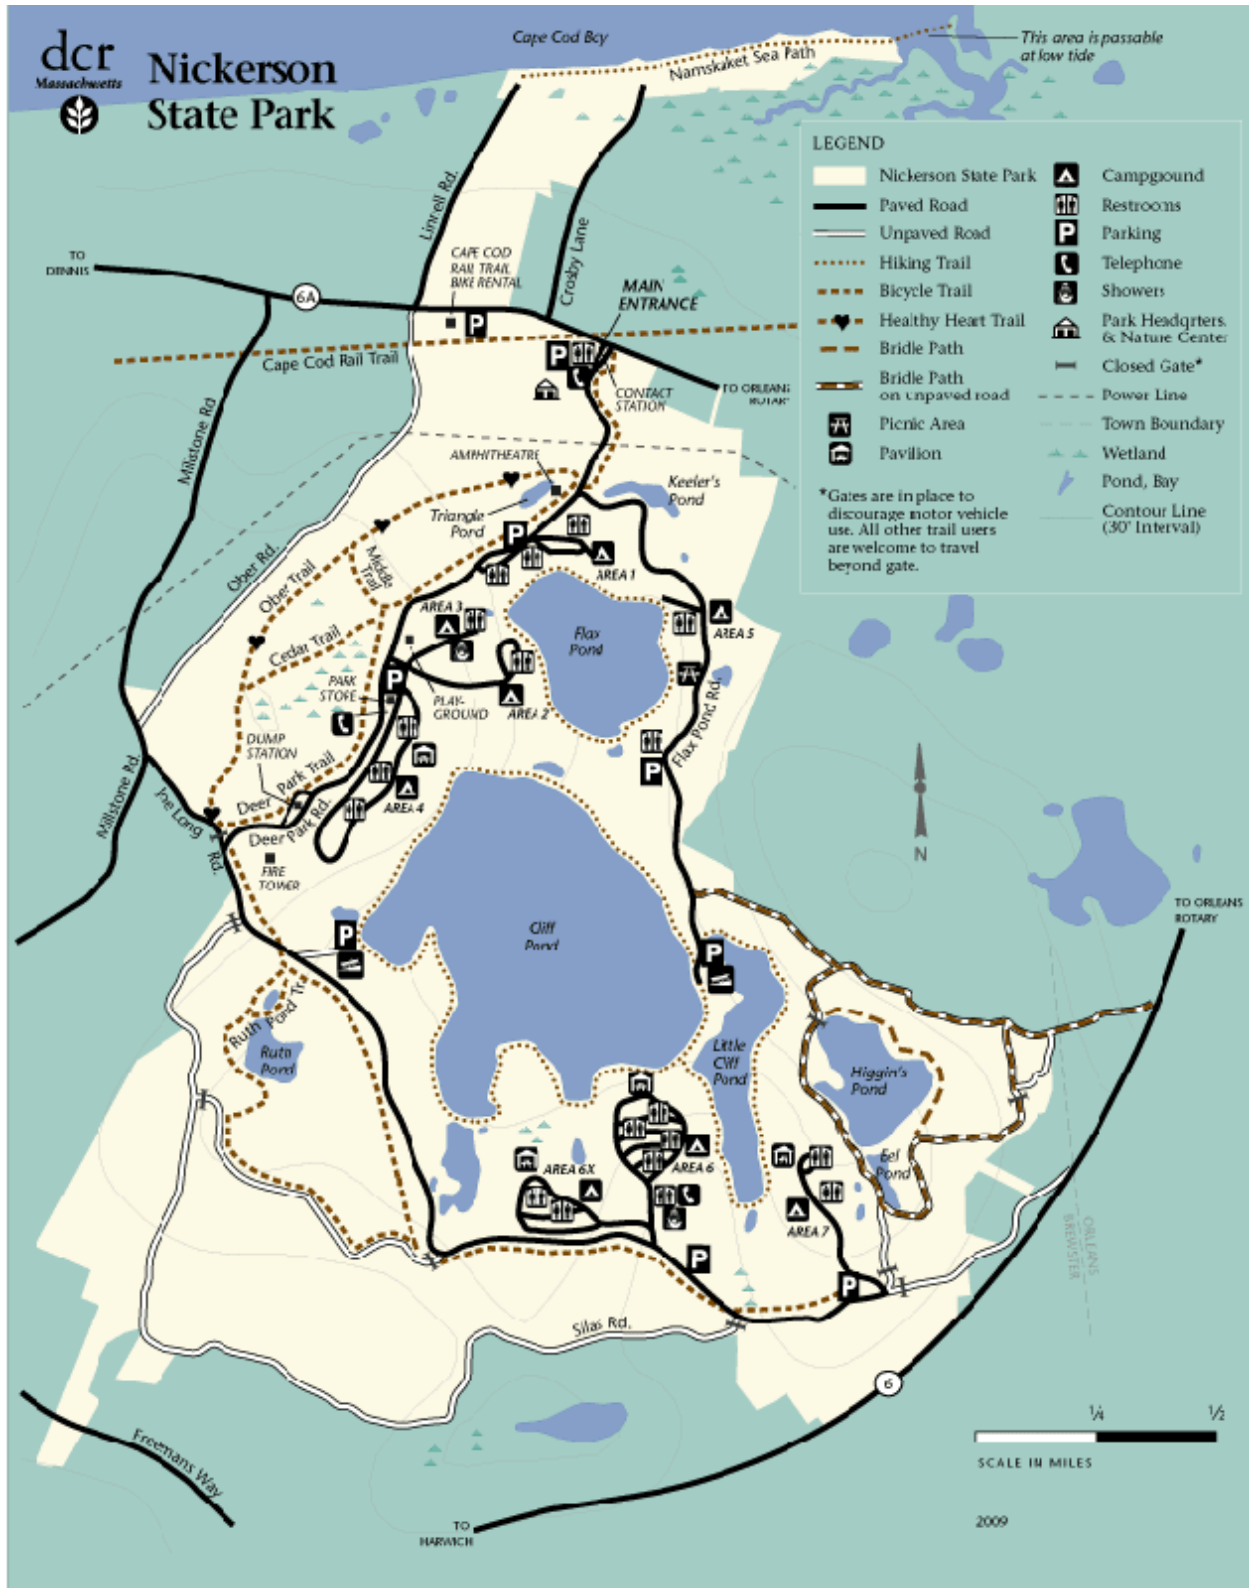 dcr
Massachusetts
Nickerson
State Park
Cape Cod Bay
This area is passable
at low tide
Namskaket Sea Path
LEGEND
Nickerson State Park
Paved Road
Unpaved Road
Hiking Trail
Bicycle Trail
Healthy Heart Trail
Bridle Path
Bridle Path
on unpaved road
Picnic Area
Pavilion
Campground
Restrooms
P
Parking
Telephone
Showers
Park Headqrters.
& Nature Center
Closed Gate*
Power Line
Town Boundary
Wetland
Pond, Bay
Contour Line
(30' Interval)
*Gates are in place to
discourage motor vehicle
use. All other trail users
are welcome to travel
beyond gate.
Linnell Rd.
Crosby Lane
TO
DENNIS
6A
CAPE COD
RAIL TRAIL
BIKE RENTAL
P
MAIN
ENTRANCE
Cape Cod Rail Trail
P
CONTACT
STATION
TO ORLEANS
ROTARY
Millstone Rd
AMPHITHEATRE
Keeler's
Pond
Triangle
Pond
P
Ober Rd.
Ober Trail
Middle
Trail
AREA 1
AREA 3
Flax
Pond
AREA 5
Cedar Trail
PARK
STORE
P
PLAY-
GROUND
AREA 2
Flax Pond Rd.
DUMP
STATION
P
Deer Park Trail
AREA 4
Millstone Rd.
Joe Long
Rd.
Deer Park Rd.
FIRE
TOWER
N
TO ORLEANS
ROTARY
P
Cliff
Pond
P
Ruth
Pond Tr.
Ruth
Pond
Little
Cliff
Pond
Higgin's
Pond
Eel
Pond
AREA 6X
AREA 6
AREA 7
P
P
ORLEANS
BREWSTER
Silas Rd.
6
Freemans Way
1/4
1/2
SCALE IN MILES
2009
TO
HARWICH